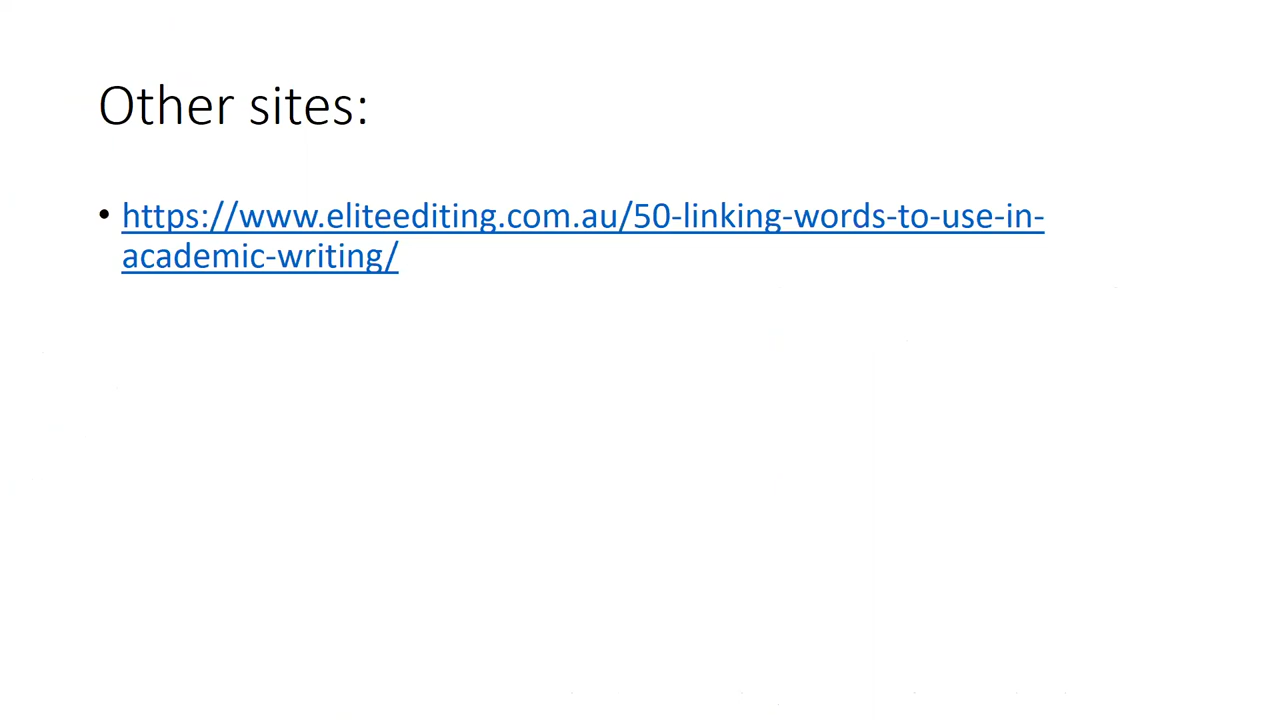 Other sites:
• https://www.eliteediting.com.au/50-linking-words-to-use-in-
academic-writing/